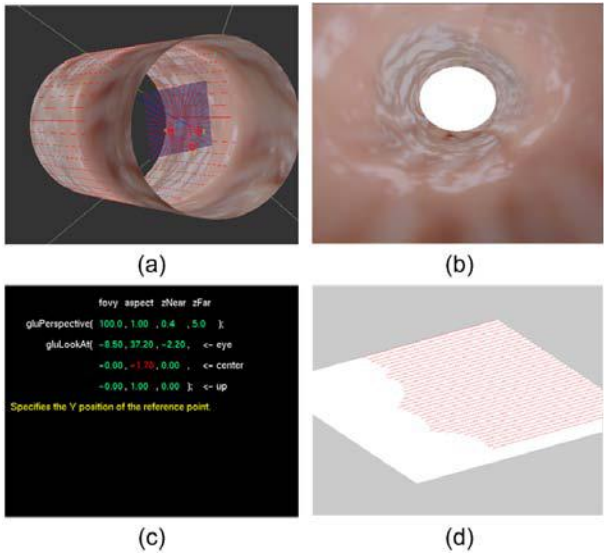 (a)
(b)
fovy aspect zNear zFar
gluPerspective( 100.0 , 1.00 , 0.4 , 5.0 );
gluLookAt( -0.50 , 37.20 , -2.20 , <- eye
-0.00 , -1.70 , 0.00 , <- center
-0.00 , 1.00 , 0.00 ); <- up
Specifies the Y position of the reference point.
(c)
(d)